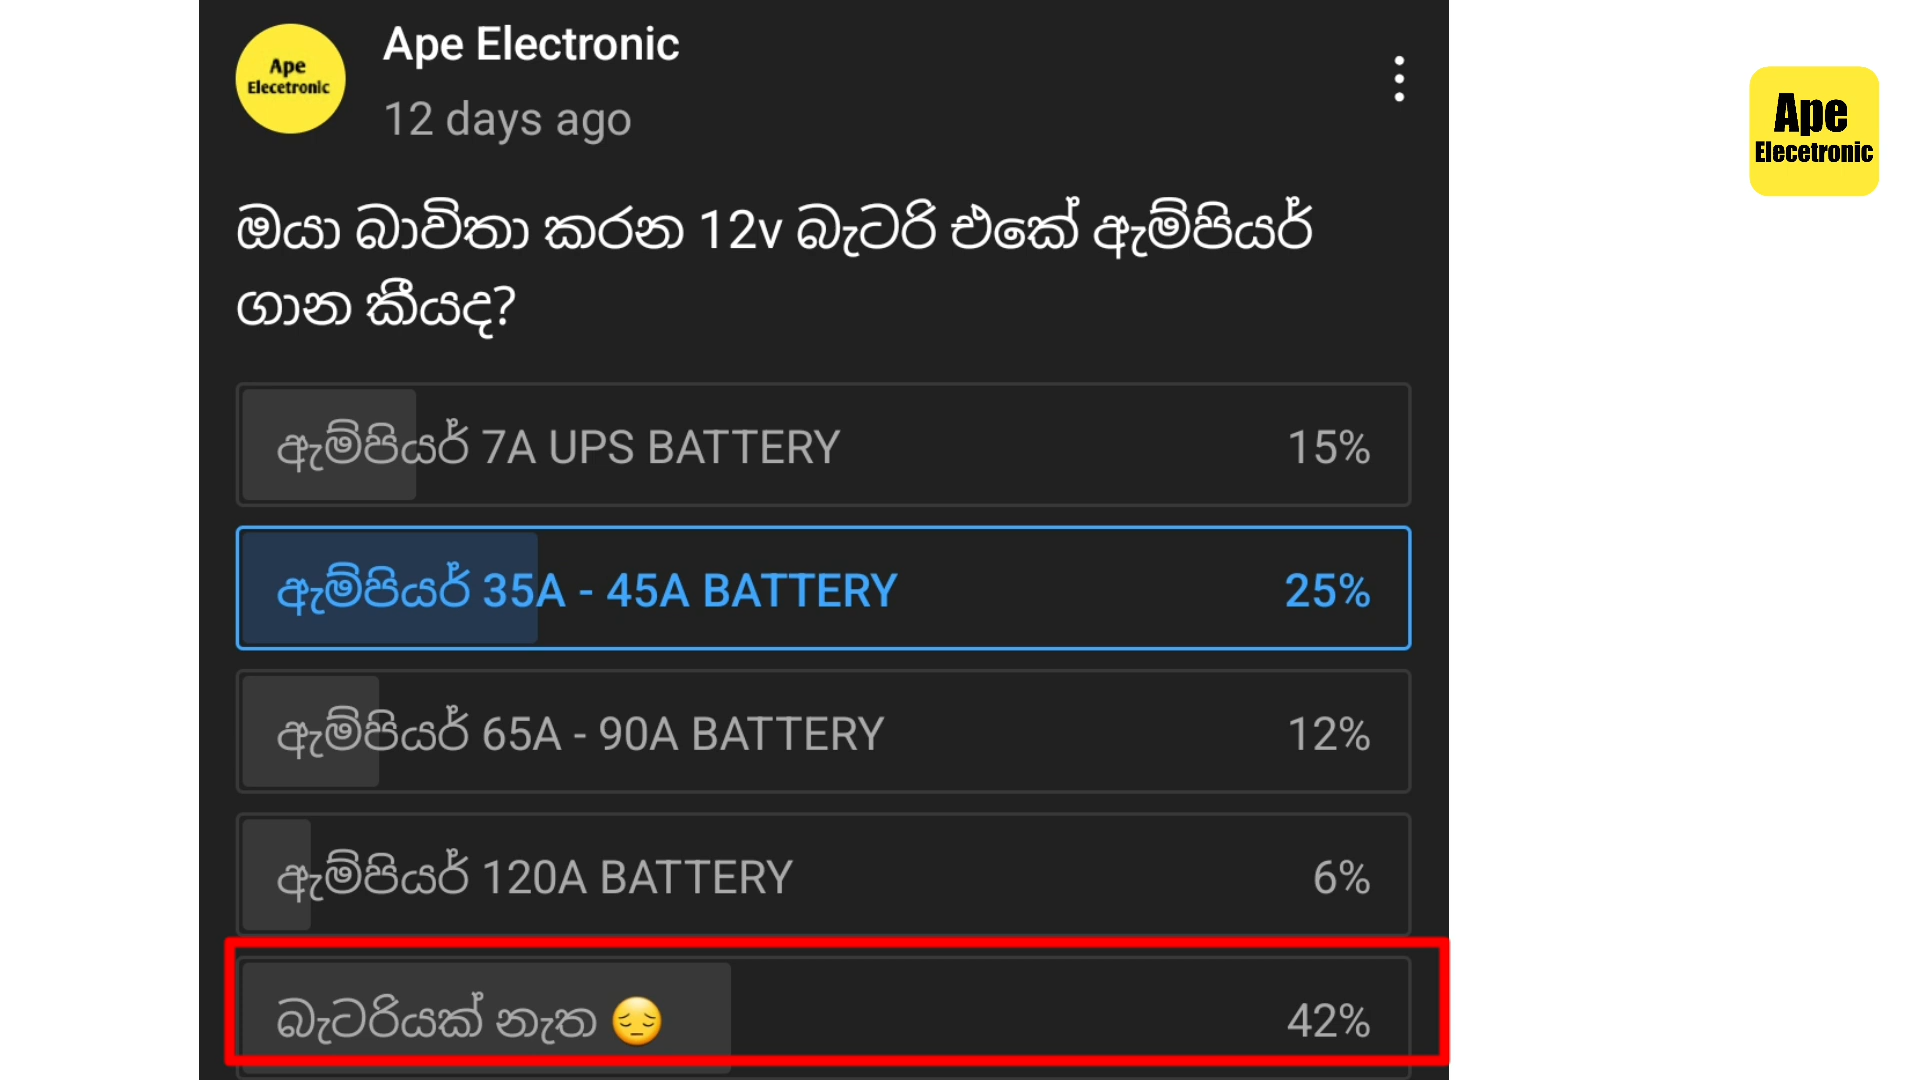 Ape
Elecetronic
Ape Electronic
12 days ago
Ape
Elecetronic
ඔයා බාවිතා කරන 12v බැටරි එකේ ඇම්පියර්
ගාන කීයද?
ඇම්පියර් 7A UPS BATTERY 15%
ඇම්පියර් 35A - 45A BATTERY 25%
ඇම්පියර් 65A - 90A BATTERY 12%
ඇම්පියර් 120A BATTERY 6%
බැටරියක් නැත 😔 42%